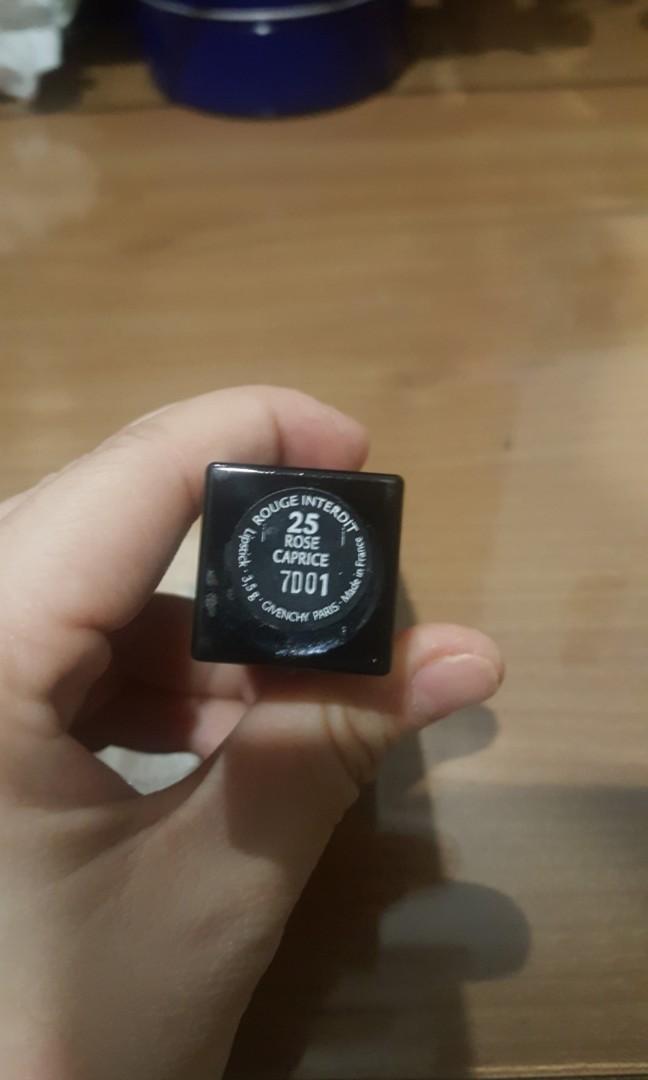 ROUGE INTERDIT
25
ROSE
CAPRICE
7D01
Lipstick · 3,5 g · GIVENCHY PARIS · Made in France